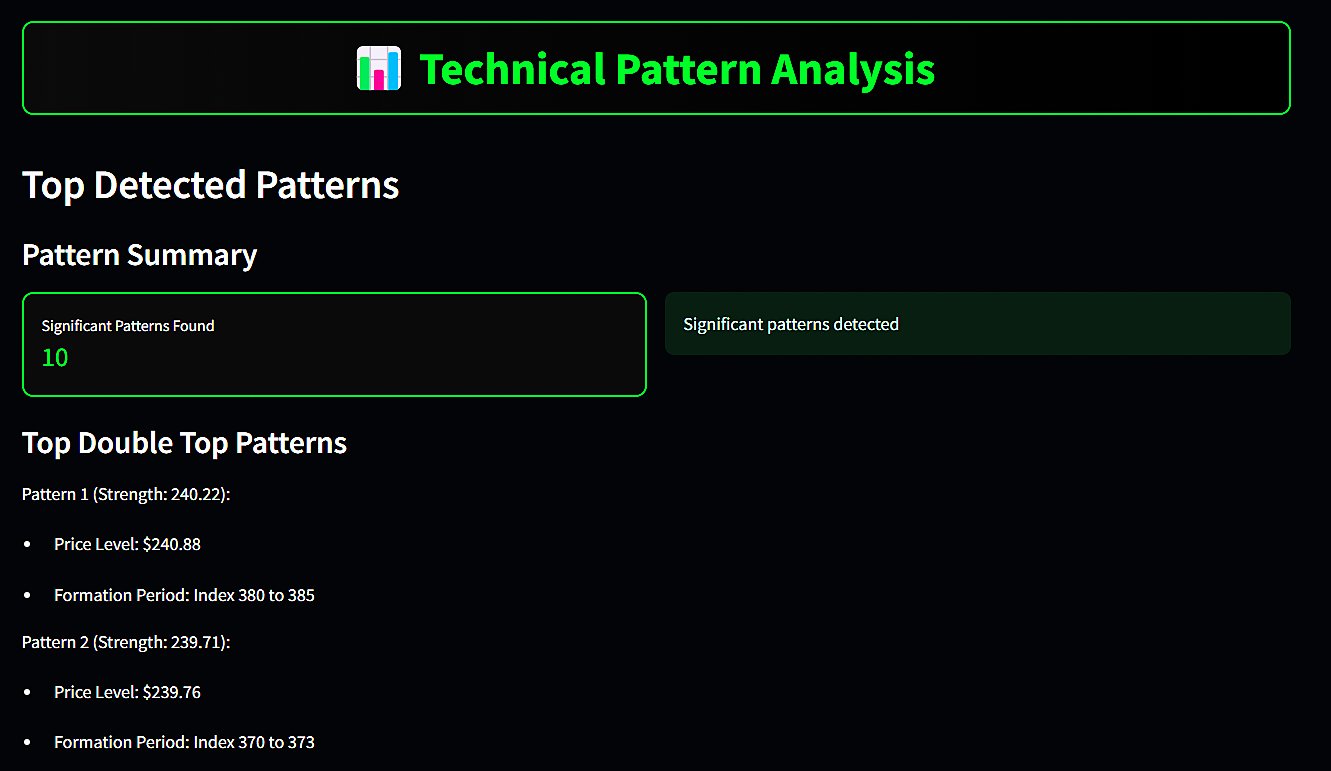 Technical Pattern Analysis
Top Detected Patterns
Pattern Summary
Significant Patterns Found
10
Significant patterns detected
Top Double Top Patterns
Pattern 1 (Strength: 240.22):
• Price Level: $240.88
• Formation Period: Index 380 to 385
Pattern 2 (Strength: 239.71):
• Price Level: $239.76
• Formation Period: Index 370 to 373